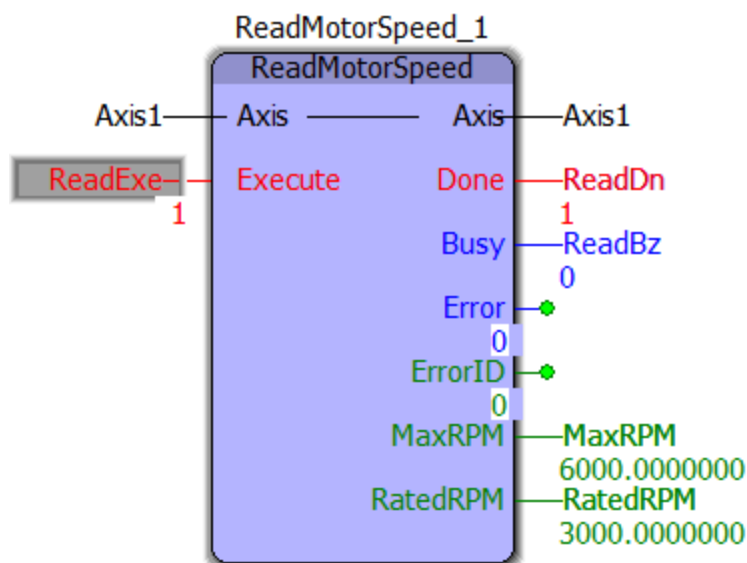 ReadMotorSpeed_1
ReadMotorSpeed
Axis1 Axis Axis Axis1
ReadExe Execute Done ReadDn
1 1
Busy ReadBz
0
Error
0
ErrorID
0
MaxRPM MaxRPM
6000.0000000
RatedRPM RatedRPM
3000.0000000